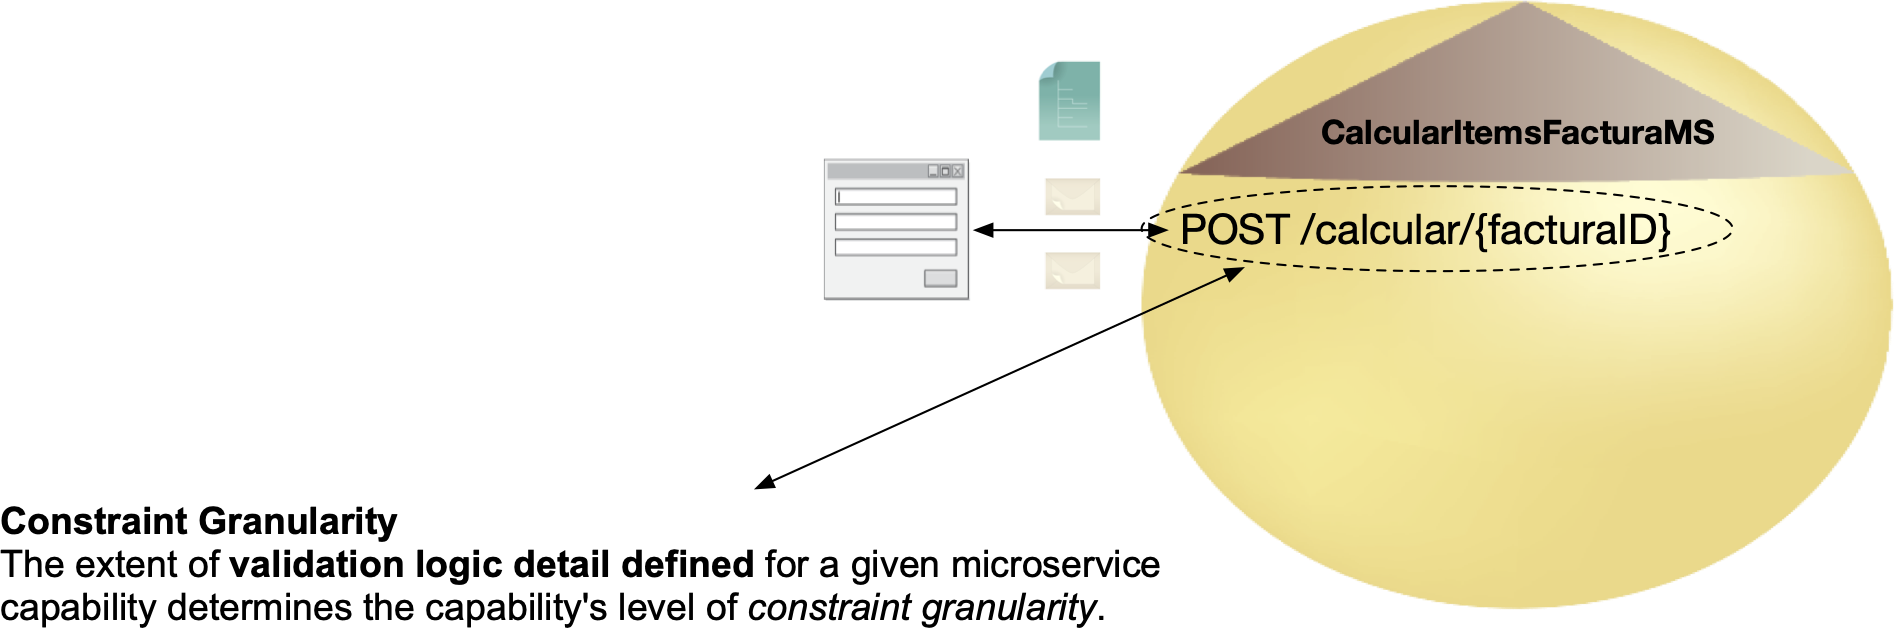 CalcularItemsFacturaMS
POST /calcular/{facturaID}
Constraint Granularity
The extent of validation logic detail defined for a given microservice
capability determines the capability's level of constraint granularity.